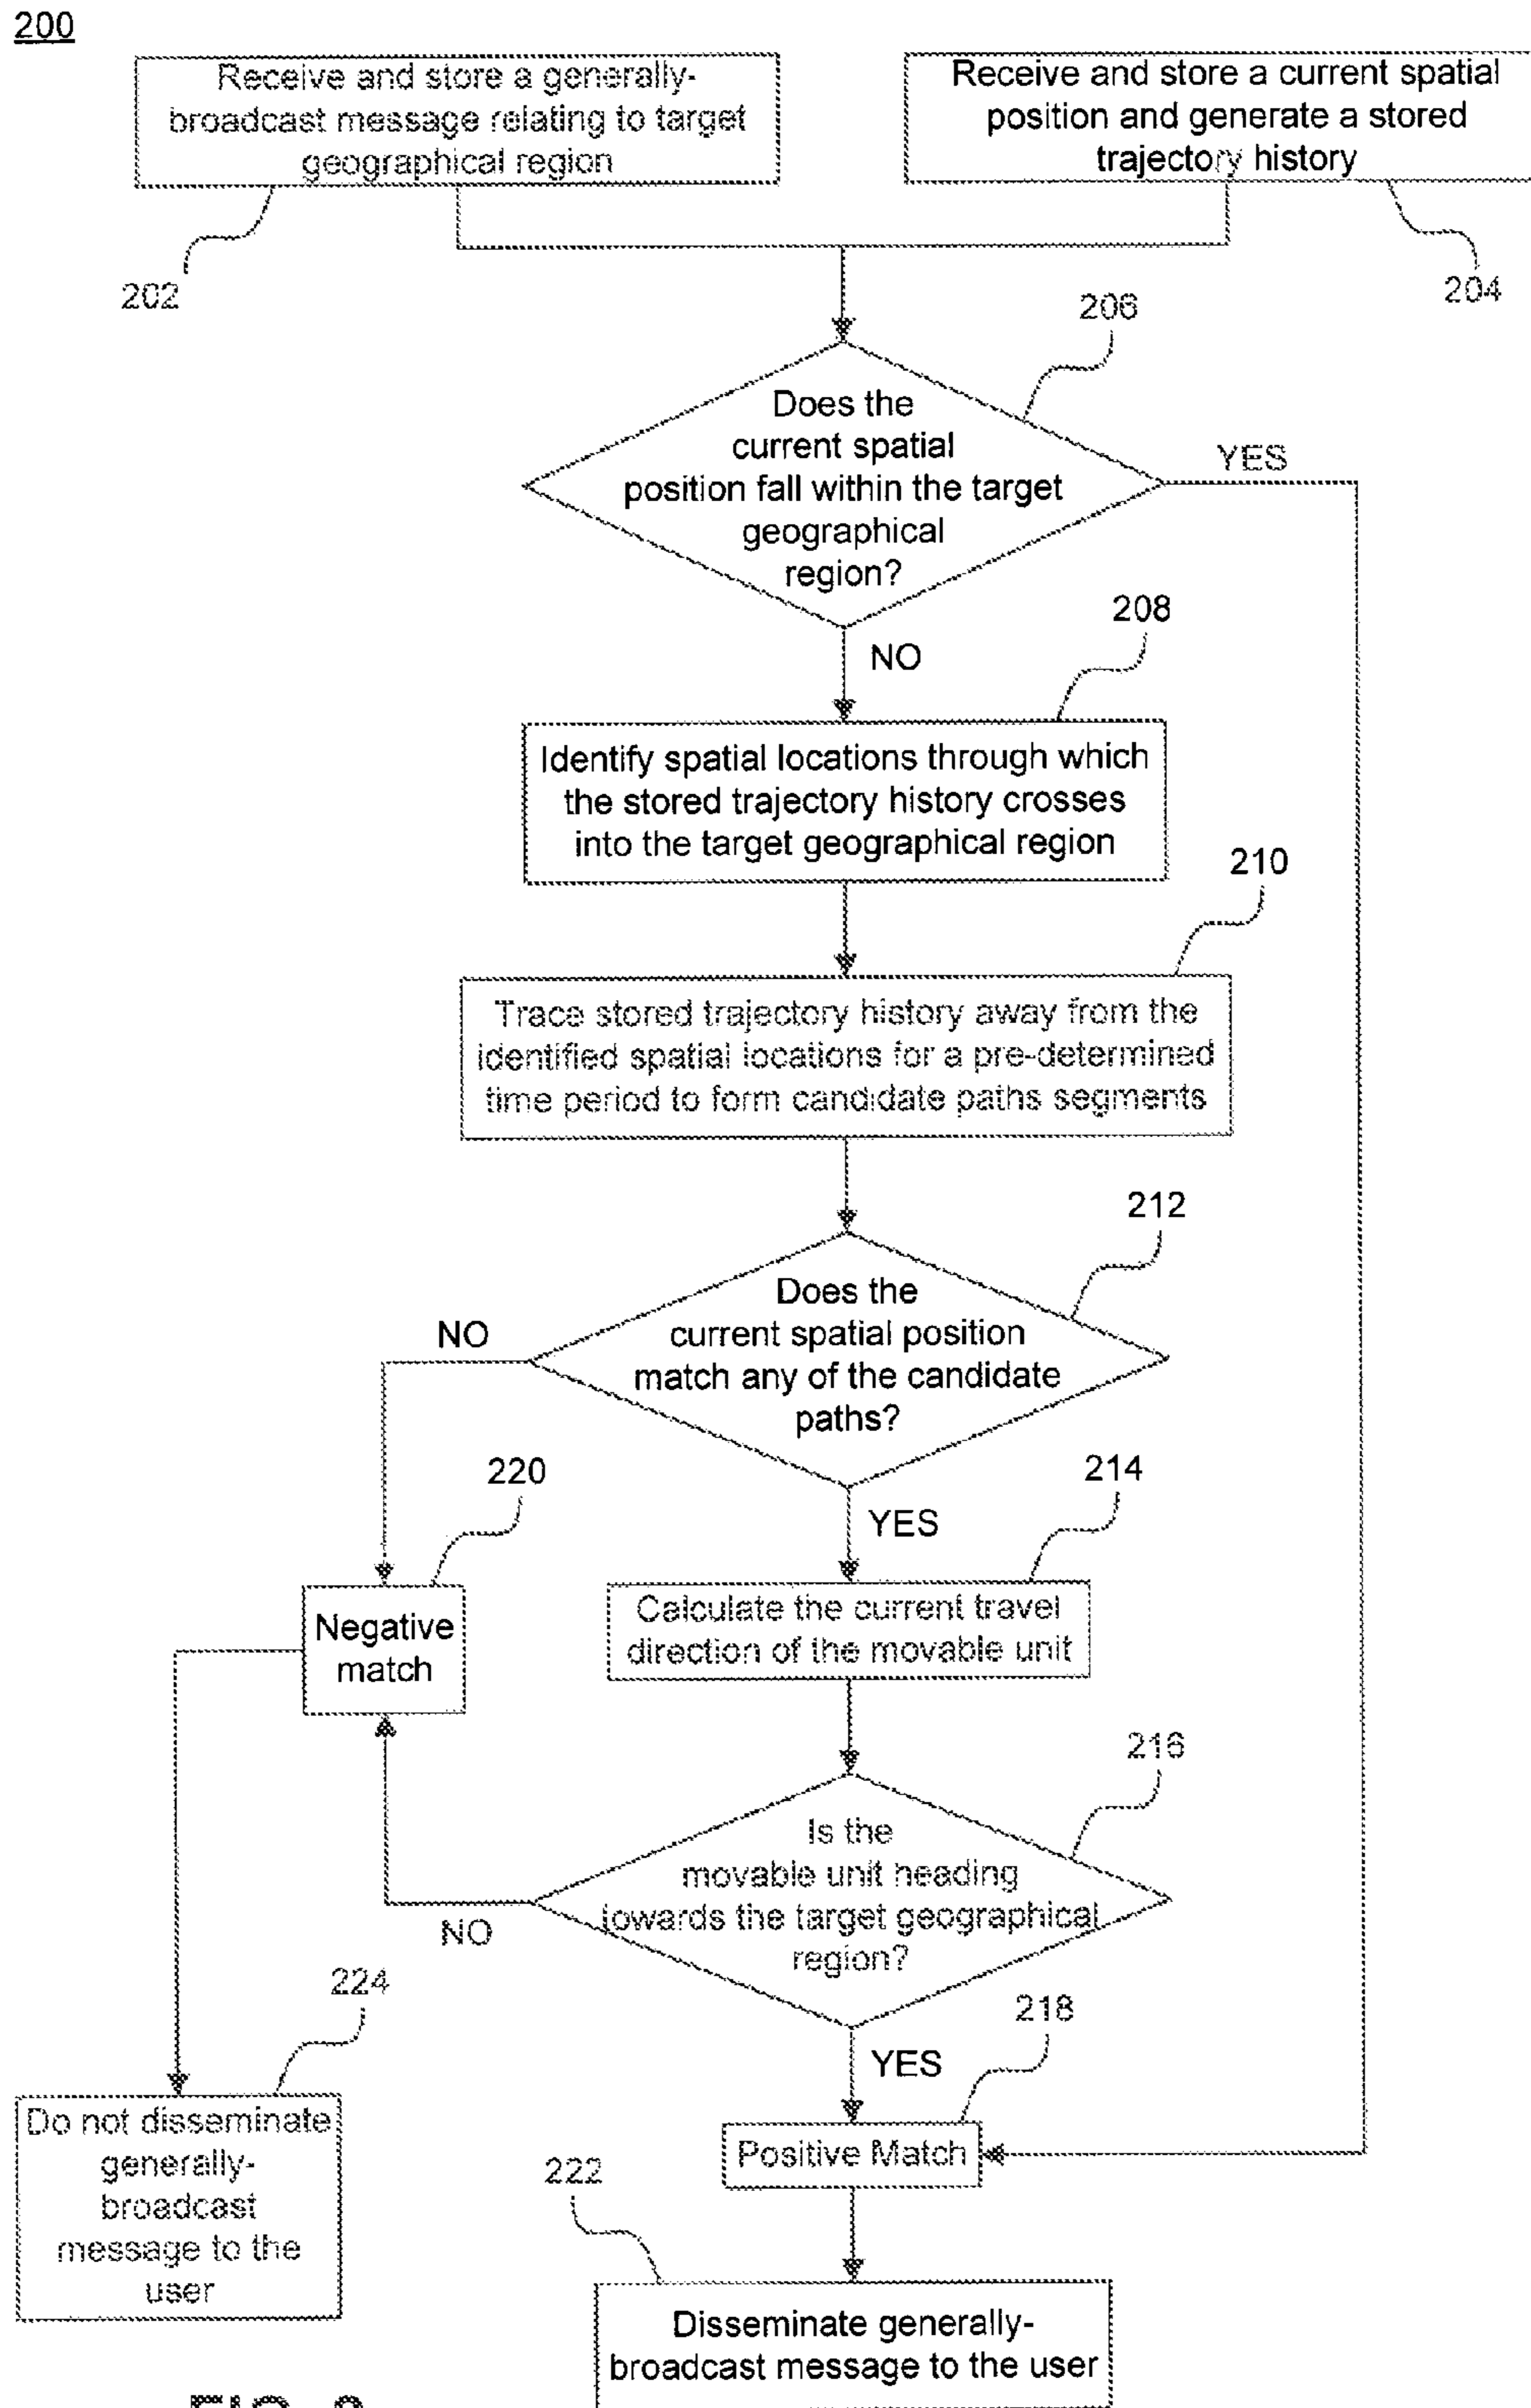 200
Receive and store a generally-
broadcast message relating to target
geographical region
Receive and store a current spatial
position and generate a stored
trajectory history
202
204
206
Does the
current spatial
position fall within the target
geographical
region?
YES
NO
208
Identify spatial locations through which
the stored trajectory history crosses
into the target geographical region
210
Trace stored trajectory history away from the
identified spatial locations for a pre-determined
time period to form candidate paths segments
212
Does the
current spatial position
match any of the candidate
paths?
NO
YES
220
214
Negative
match
Calculate the current travel
direction of the movable unit
216
Is the
movable unit heading
towards the target geographical
region?
NO
YES
224
218
Do not disseminate
generally-
broadcast
message to the
user
Positive Match
222
Disseminate generally-
broadcast message to the user
FIG.